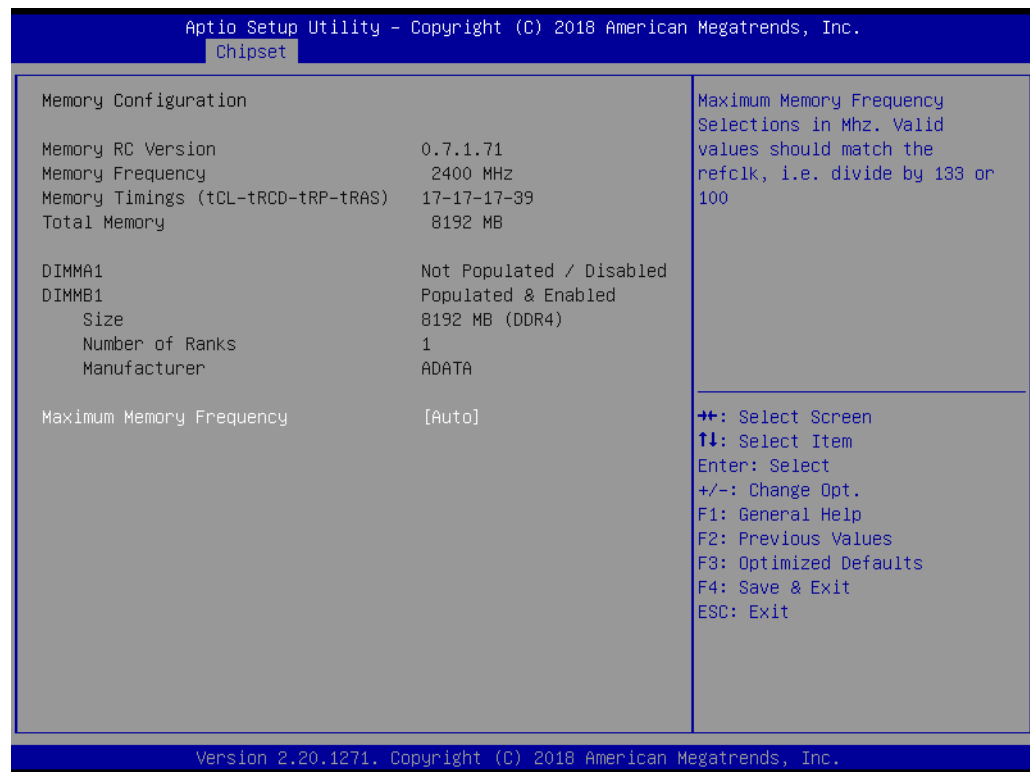 Aptio Setup Utility – Copyright (C) 2018 American Megatrends, Inc.
Chipset
Memory Configuration
Memory RC Version 0.7.1.71
Memory Frequency 2400 MHz
Memory Timings (tCL-tRCD-tRP-tRAS) 17-17-17-39
Total Memory 8192 MB
DIMMA1 Not Populated / Disabled
DIMMB1 Populated & Enabled
Size 8192 MB (DDR4)
Number of Ranks 1
Manufacturer ADATA
Maximum Memory Frequency [Auto]
Maximum Memory Frequency
Selections in Mhz. Valid
values should match the
refclk, i.e. divide by 133 or
100
→←: Select Screen
↑↓: Select Item
Enter: Select
+/-: Change Opt.
F1: General Help
F2: Previous Values
F3: Optimized Defaults
F4: Save & Exit
ESC: Exit
Version 2.20.1271. Copyright (C) 2018 American Megatrends, Inc.